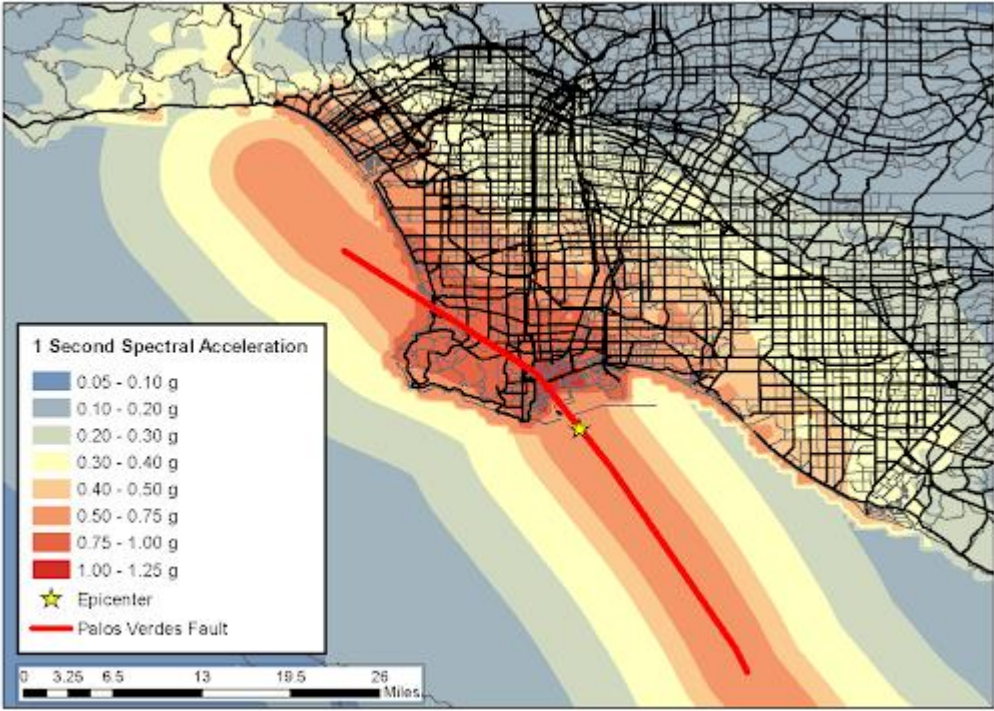 1 Second Spectral Acceleration
0.05 - 0.10 g
0.10 - 0.20 g
0.20 - 0.30 g
0.30 - 0.40 g
0.40 - 0.50 g
0.50 - 0.75 g
0.75 - 1.00 g
1.00 - 1.25 g
Epicenter
Palos Verdes Fault
0 3.25 6.5 13 19.5 26
Miles